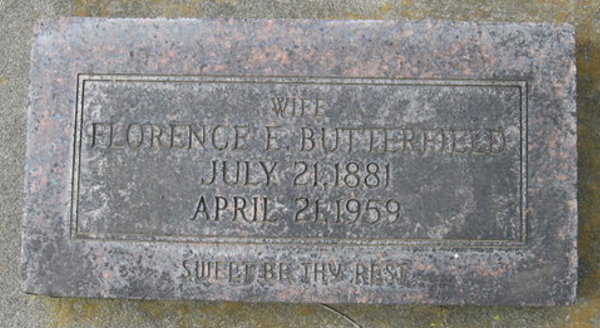 WIFE
FLORENCE E. BUTTERFIELD
JULY 21, 1881
APRIL 21, 1959
SWEET BE THY REST